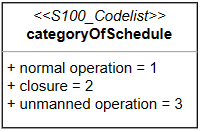 <<S100_Codelist>>
categoryOfSchedule
+ normal operation = 1
+ closure = 2
+ unmanned operation = 3